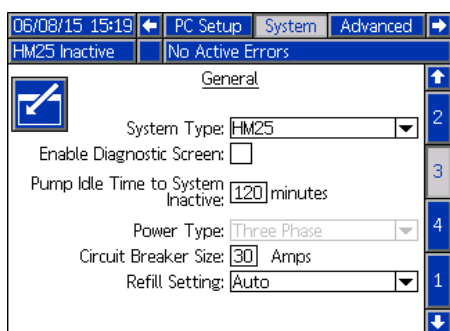 06/08/15 15:19 PC Setup System Advanced
HM25 Inactive No Active Errors
General
2
System Type: HM25
Enable Diagnostic Screen:
3
Pump Idle Time to System Inactive: 120 minutes
Power Type: Three Phase
4
Circuit Breaker Size: 30 Amps
Refill Setting: Auto
1